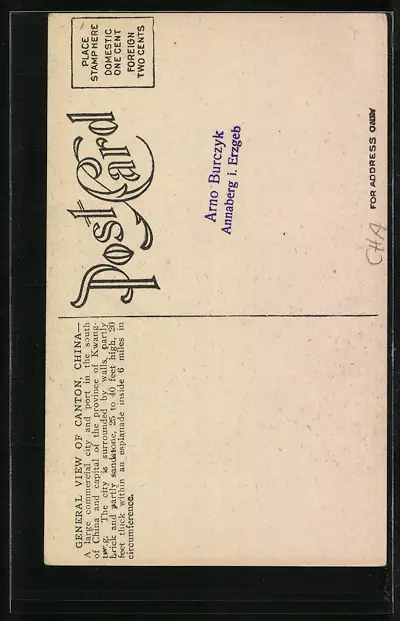 GENERAL VIEW OF CANTON, CHINA—
A large commercial city and port in the south
of China and capital of the province of Kwang-
The city is surrounded by walls, partly
brick and partly sandstone, 25 to 40 feet high, 20
feet thick within an esplanade inside 6 miles in
circumference.
Post Card
PLACE
STAMP HERE
DOMESTIC
ONE CENT
FOREIGN
TWO CENTS
Arno Burczyk
Annaberg i. Erzgeb
FOR ADDRESS ONLY
CHA